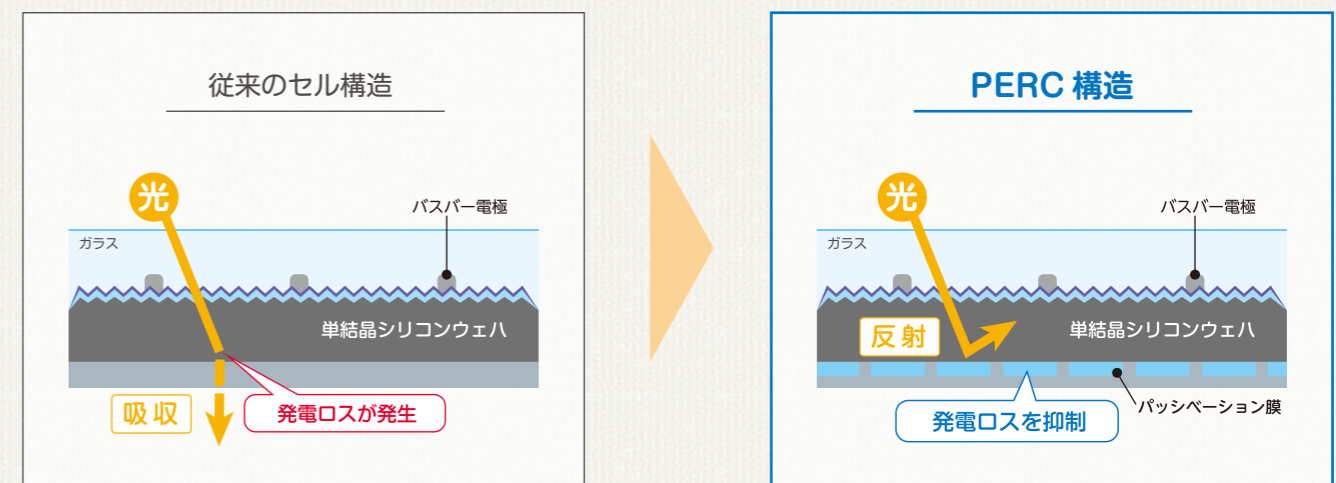 従来のセル構造
光
バスバー電極
ガラス
単結晶シリコンウェハ
吸収
発電ロスが発生
PERC 構造
光
バスバー電極
ガラス
反射
単結晶シリコンウェハ
発電ロスを抑制
パッシベーション膜